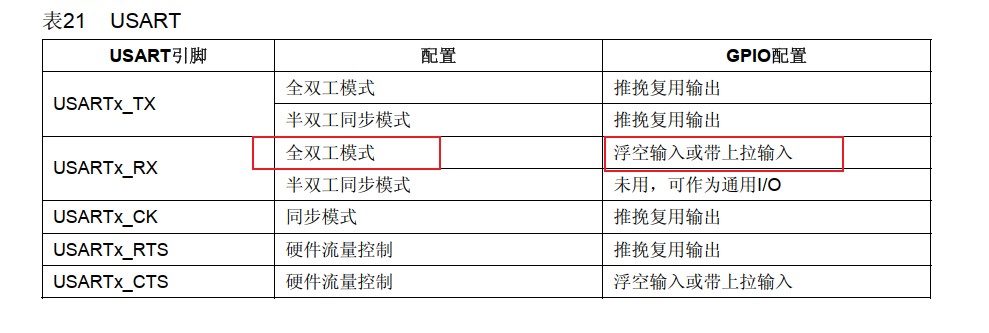 表21 USART
USART引脚 配置 GPIO配置
USARTx_TX 全双工模式 推挽复用输出
半双工同步模式 推挽复用输出
USARTx_RX 全双工模式 浮空输入或带上拉输入
半双工同步模式 未用，可作为通用I/O
USARTx_CK 同步模式 推挽复用输出
USARTx_RTS 硬件流量控制 推挽复用输出
USARTx_CTS 硬件流量控制 浮空输入或带上拉输入